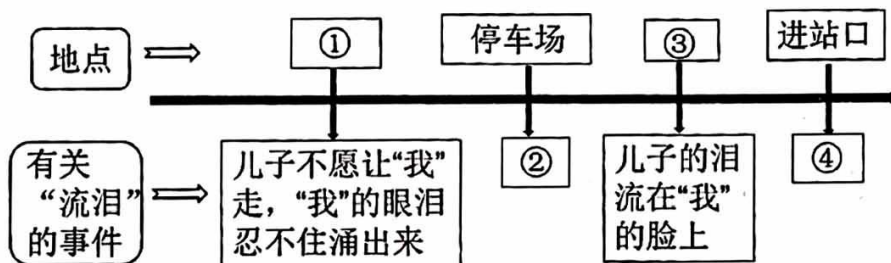 地点
①
停车场
③
进站口
有关
“流泪”
的事件
儿子不愿让“我”
走，“我”的眼泪
忍不住涌出来
②
儿子的泪
流在“我”
的脸上
④